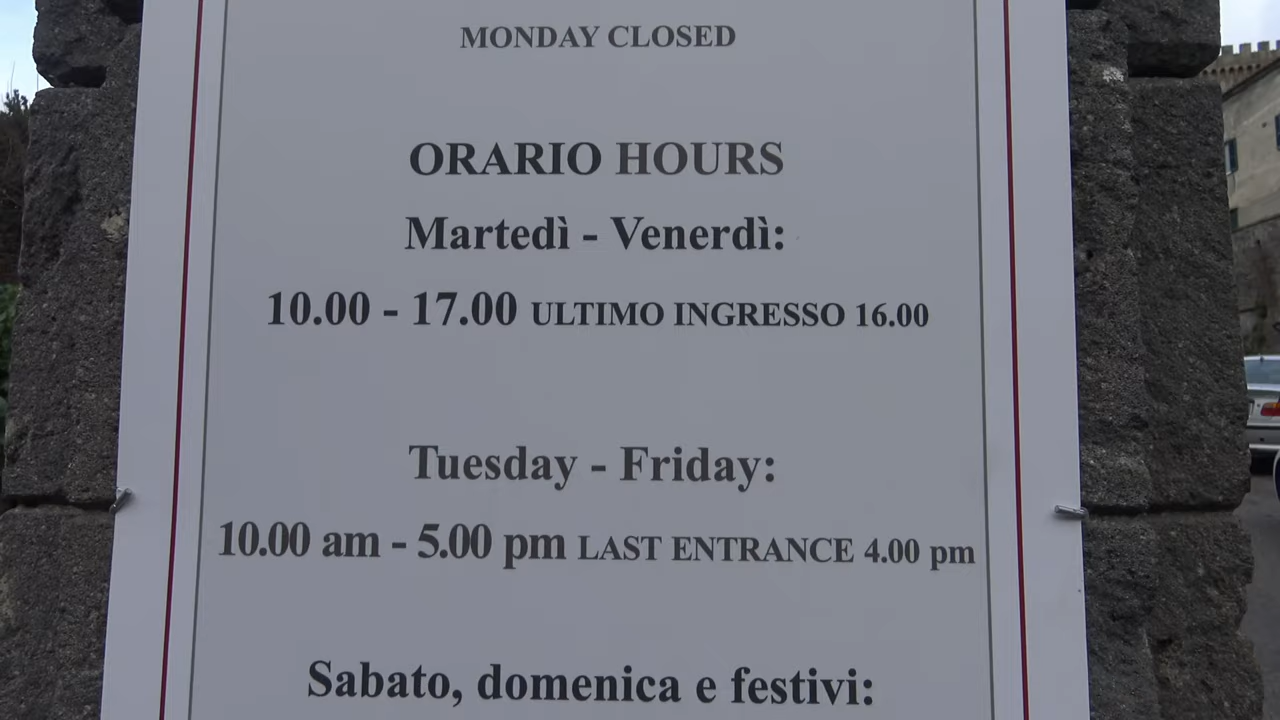 MONDAY CLOSED
ORARIO HOURS
Martedì - Venerdì:
10.00 - 17.00 ULTIMO INGRESSO 16.00
Tuesday - Friday:
10.00 am - 5.00 pm LAST ENTRANCE 4.00 pm
Sabato, domenica e festivi: